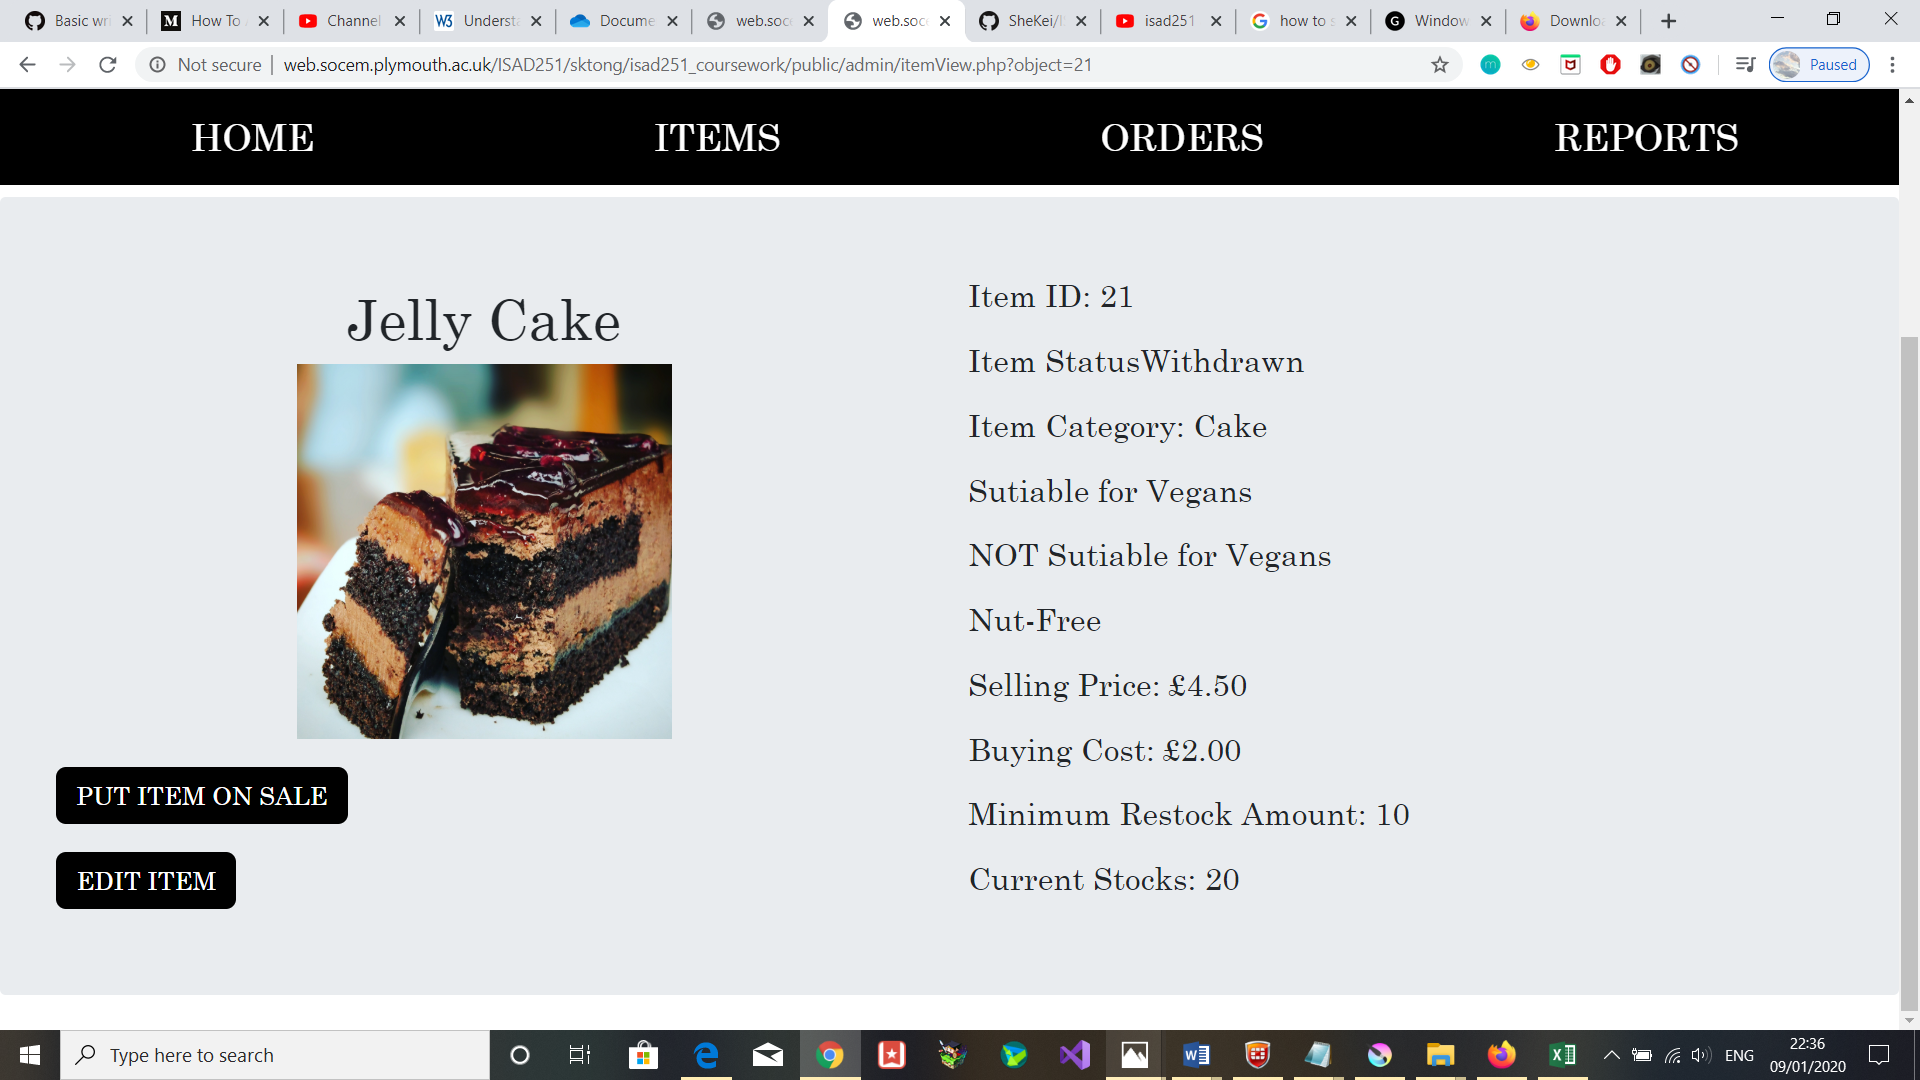 Basic wri
How To
Channel
W3 Underst
Docume
web.soce
web.soc
SheKei/I
isad251
how to s
Window
Downlo
Not secure | web.socem.plymouth.ac.uk/ISAD251/sktong/isad251_coursework/public/admin/itemView.php?object=21
Paused
HOME
ITEMS
ORDERS
REPORTS
Jelly Cake
PUT ITEM ON SALE
EDIT ITEM
Item ID: 21
Item StatusWithdrawn
Item Category: Cake
Sutiable for Vegans
NOT Sutiable for Vegans
Nut-Free
Selling Price: £4.50
Buying Cost: £2.00
Minimum Restock Amount: 10
Current Stocks: 20
Type here to search
ENG
22:36
09/01/2020